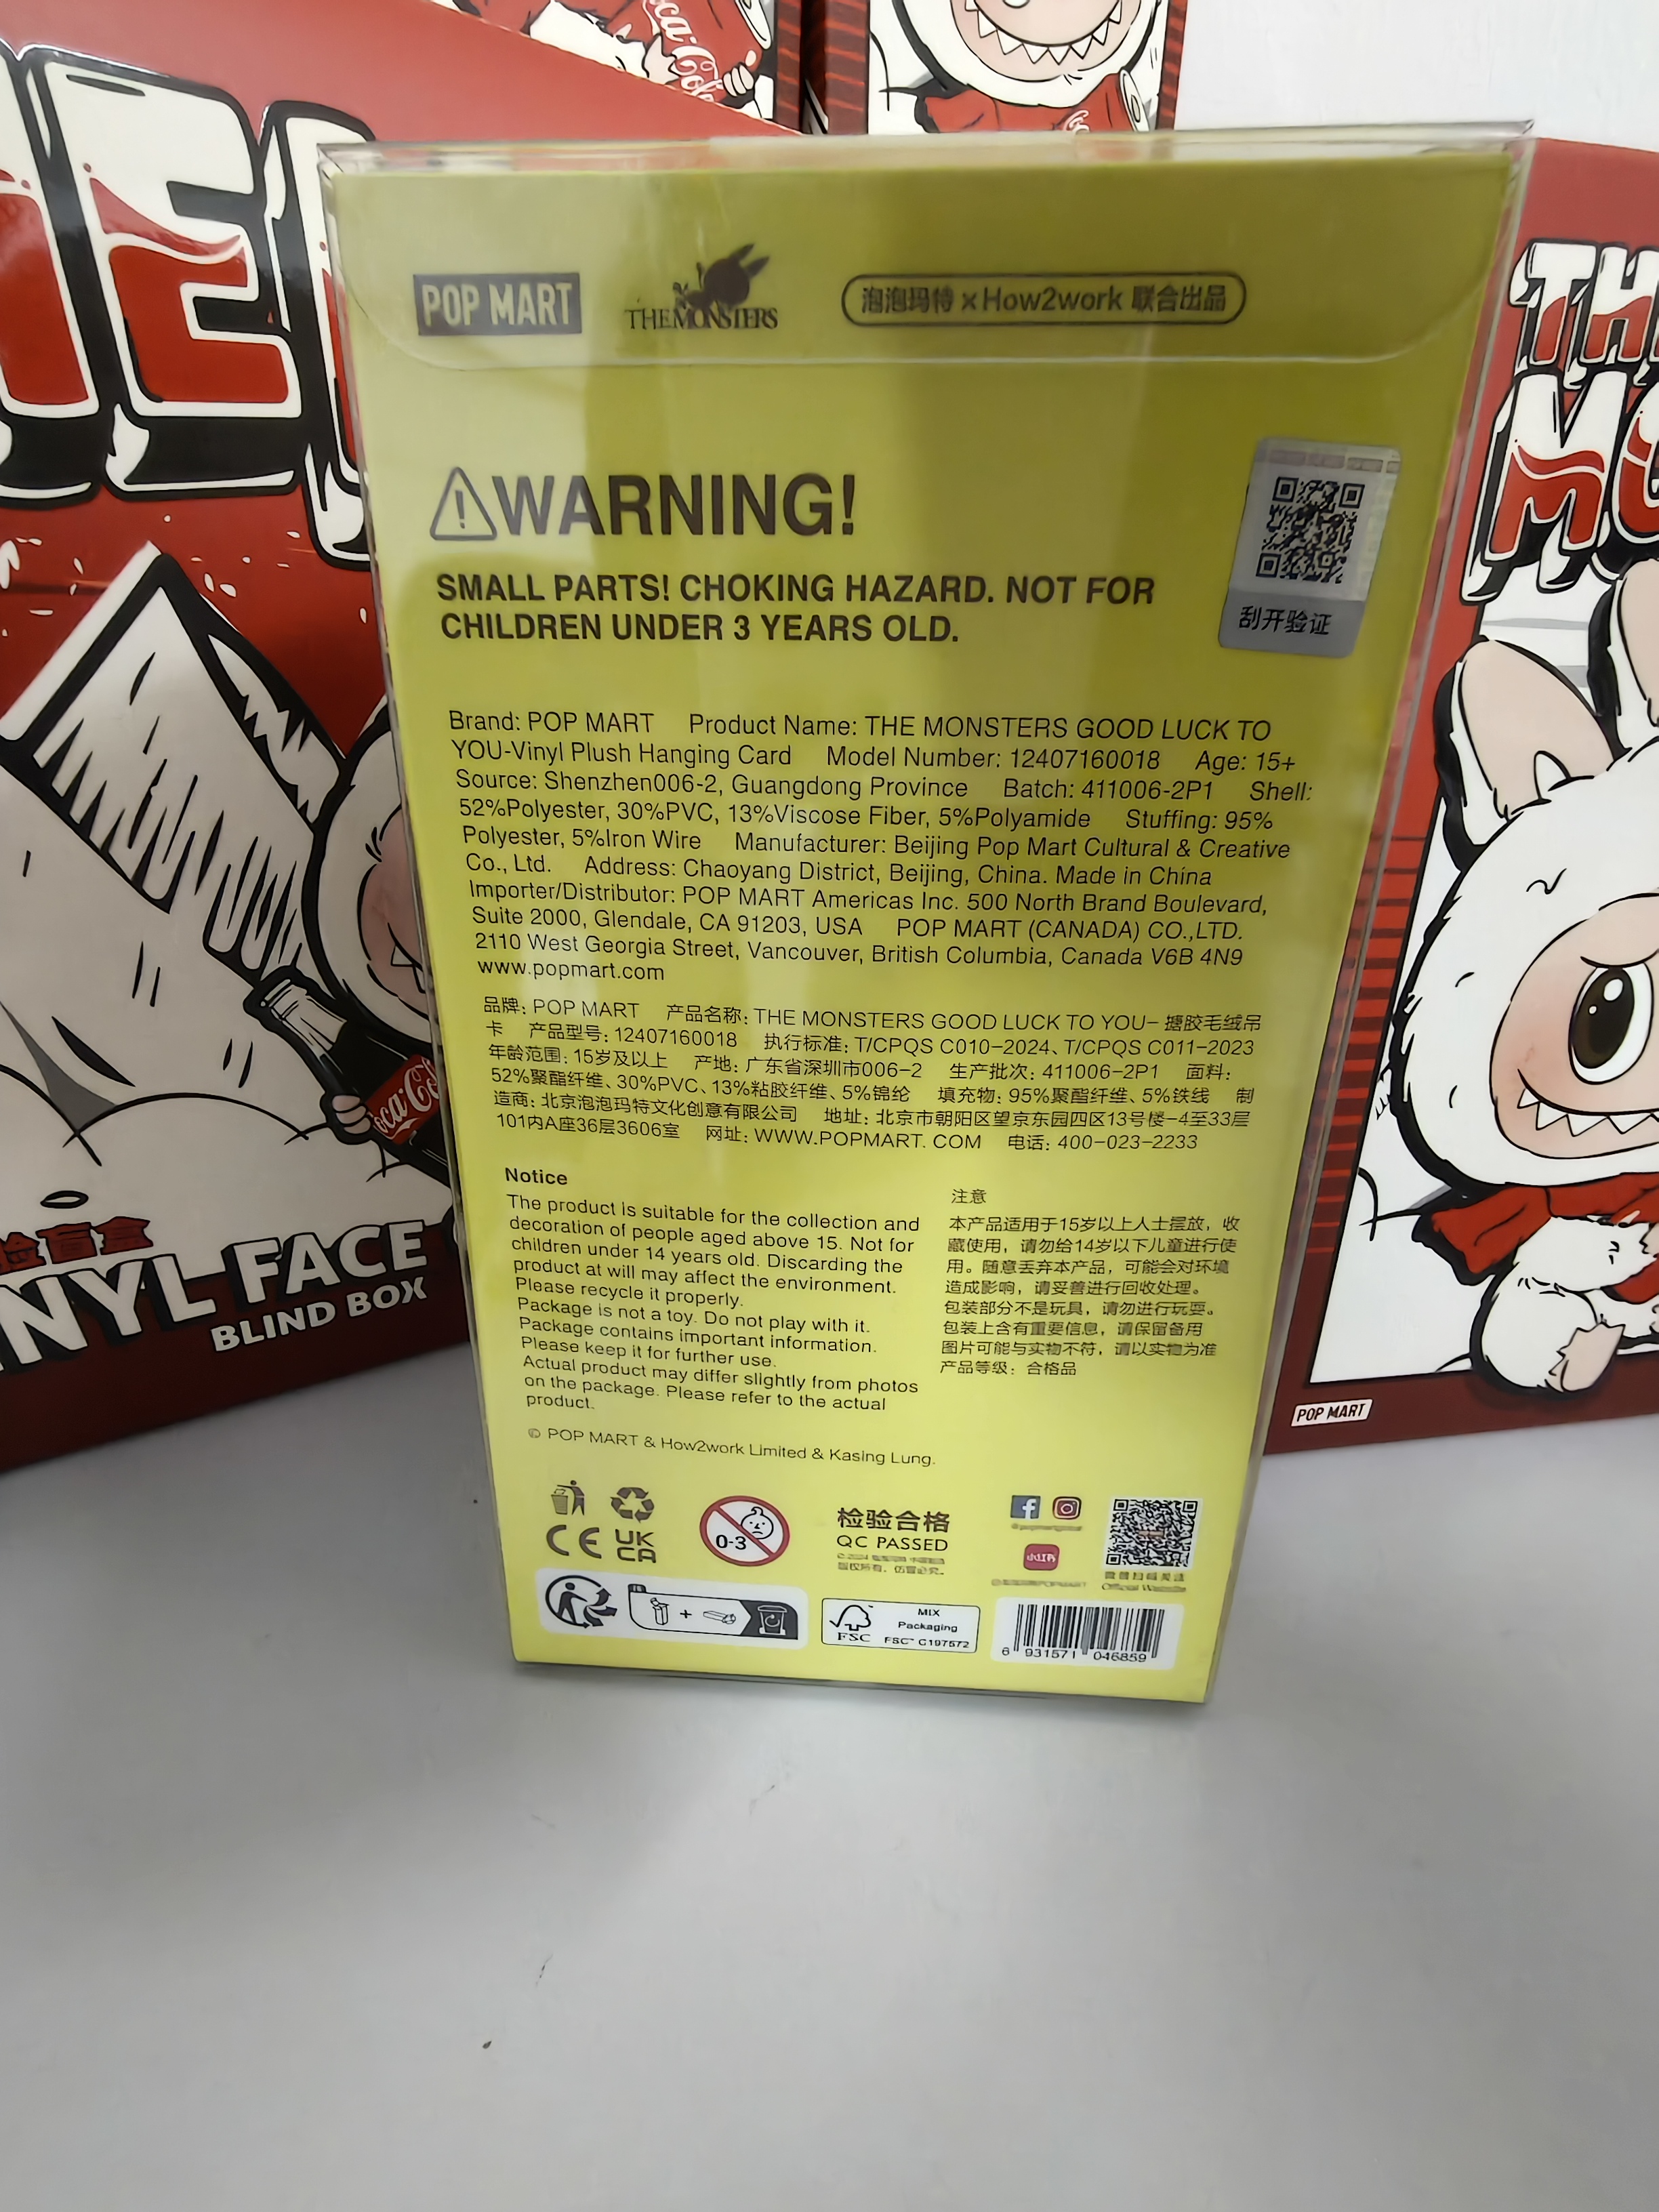 Coca-Cola
POP MART
THE MONSTERS
泡泡玛特 × How2work 联合出品
WARNING!
SMALL PARTS! CHOKING HAZARD. NOT FOR
CHILDREN UNDER 3 YEARS OLD.
刮开验证
Brand: POP MART Product Name: THE MONSTERS GOOD LUCK TO
YOU-Vinyl Plush Hanging Card Model Number: 12407160018 Age: 15+
Source: Shenzhen006-2, Guangdong Province Batch: 411006-2P1 Shell:
52%Polyester, 30%PVC, 13%Viscose Fiber, 5%Polyamide Stuffing: 95%
Polyester, 5%Iron Wire Manufacturer: Beijing Pop Mart Cultural & Creative
Co., Ltd. Address: Chaoyang District, Beijing, China. Made in China
Importer/Distributor: POP MART Americas Inc. 500 North Brand Boulevard,
Suite 2000, Glendale, CA 91203, USA POP MART (CANADA) CO.,LTD.
2110 West Georgia Street, Vancouver, British Columbia, Canada V6B 4N9
www.popmart.com
品牌: POP MART 产品名称: THE MONSTERS GOOD LUCK TO YOU- 搪胶毛绒吊
卡 产品型号: 12407160018 执行标准: T/CPQS C010-2024、T/CPQS C011-2023
年龄范围: 15岁及以上 产地: 广东省深圳市006-2 生产批次: 411006-2P1 面料:
52%聚酯纤维、30%PVC、13%粘胶纤维、5%锦纶 填充物: 95%聚酯纤维、5%铁线 制
造商: 北京泡泡玛特文化创意有限公司 地址: 北京市朝阳区望京东园四区13号楼-4至33层
101内A座36层3606室 网址: WWW.POPMART. COM 电话: 400-023-2233
Notice
The product is suitable for the collection and
decoration of people aged above 15. Not for
children under 14 years old. Discarding the
product at will may affect the environment.
Please recycle it properly.
Package is not a toy. Do not play with it.
Package contains important information.
Please keep it for further use.
Actual product may differ slightly from photos
on the package. Please refer to the actual
product.
注意
本产品适用于15岁以上人士摆放，收
藏使用，请勿给14岁以下儿童进行使
用。随意丢弃本产品，可能会对环境
造成影响，请妥善进行回收处理。
包装部分不是玩具，请勿进行玩耍。
包装上含有重要信息，请保留备用
图片可能与实物不符，请以实物为准
产品等级：合格品
© POP MART & How2work Limited & Kasing Lung.
CE
UK
CA
0-3
检验合格
QC PASSED
版权所有，仿冒必究。
小红书
FSC
MIX
Packaging
FSC™ C197572
6 931571 046859
Coca-Cola
盲盒
VINYL FACE
BLIND BOX
POP MART